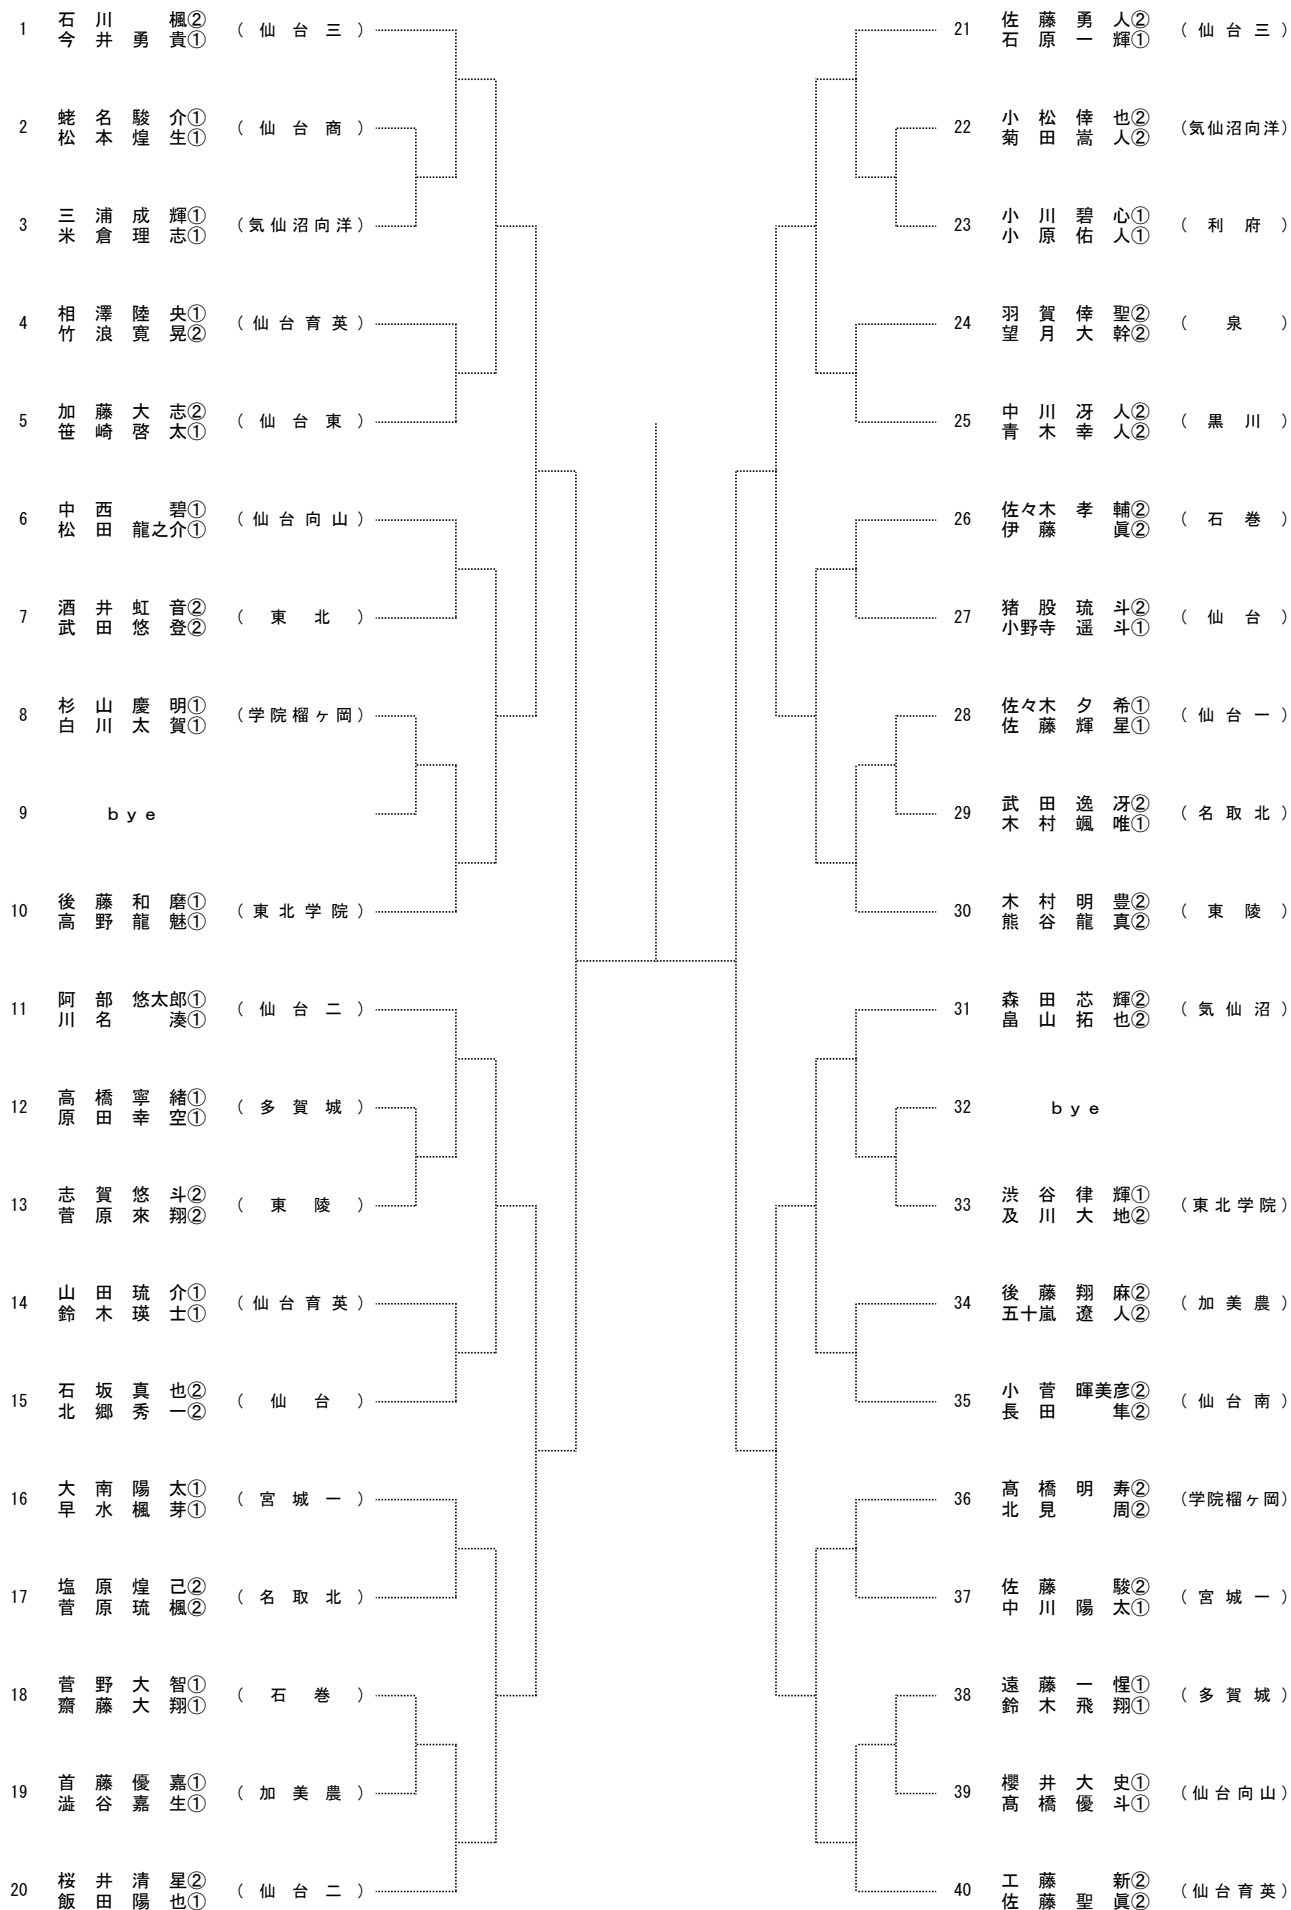 1 石川 楓② 今井勇貴① (仙台三)
2 蛯名駿介① 松本煌生① (仙台商)
3 三浦成輝① 米倉理志① (気仙沼向洋)
4 相澤陸央① 竹浪寛晃② (仙台育英)
5 加藤大志② 笹崎啓太① (仙台東)
6 中西 碧① 松田龍之介① (仙台向山)
7 酒井虹音② 武田悠登② (東北)
8 杉山慶明① 白川太賀① (学院榴ヶ岡)
9 bye
10 後藤和磨① 高野龍魅① (東北学院)
11 阿部悠太郎① 川名 湊① (仙台二)
12 高橋寧緒① 原田幸空① (多賀城)
13 志賀悠斗② 菅原來翔② (東陵)
14 山田琉介① 鈴木瑛士① (仙台育英)
15 石坂真也② 北郷秀一② (仙台)
16 大南陽太① 早水楓芽① (宮城一)
17 塩原煌己② 菅原琉楓② (名取北)
18 菅野大智① 齋藤大翔① (石巻)
19 首藤優嘉① 澁谷嘉生① (加美農)
20 桜井清星② 飯田陽也① (仙台二)
21 佐藤勇人② 石原一輝① (仙台三)
22 小松倖也② 菊田嵩人② (気仙沼向洋)
23 小川碧心① 小原佑人① (利府)
24 羽賀倖聖② 望月大幹② (泉)
25 中川冴人② 青木幸人② (黒川)
26 佐々木孝輔② 伊藤 眞② (石巻)
27 猪股琉斗② 小野寺遥斗① (仙台)
28 佐々木夕希① 佐藤輝星① (仙台一)
29 武田逸冴② 木村颯唯① (名取北)
30 木村明豊② 熊谷龍真② (東陵)
31 森田芯輝② 畠山拓也② (気仙沼)
32 bye
33 渋谷律輝① 及川大地② (東北学院)
34 後藤翔麻② 五十嵐遼人② (加美農)
35 小菅暉美彦② 長田 隼② (仙台南)
36 髙橋明寿② 北見 周② (学院榴ヶ岡)
37 佐藤 駿② 中川陽太① (宮城一)
38 遠藤一惺① 鈴木飛翔① (多賀城)
39 櫻井大史① 髙橋優斗① (仙台向山)
40 工藤 新② 佐藤聖眞② (仙台育英)